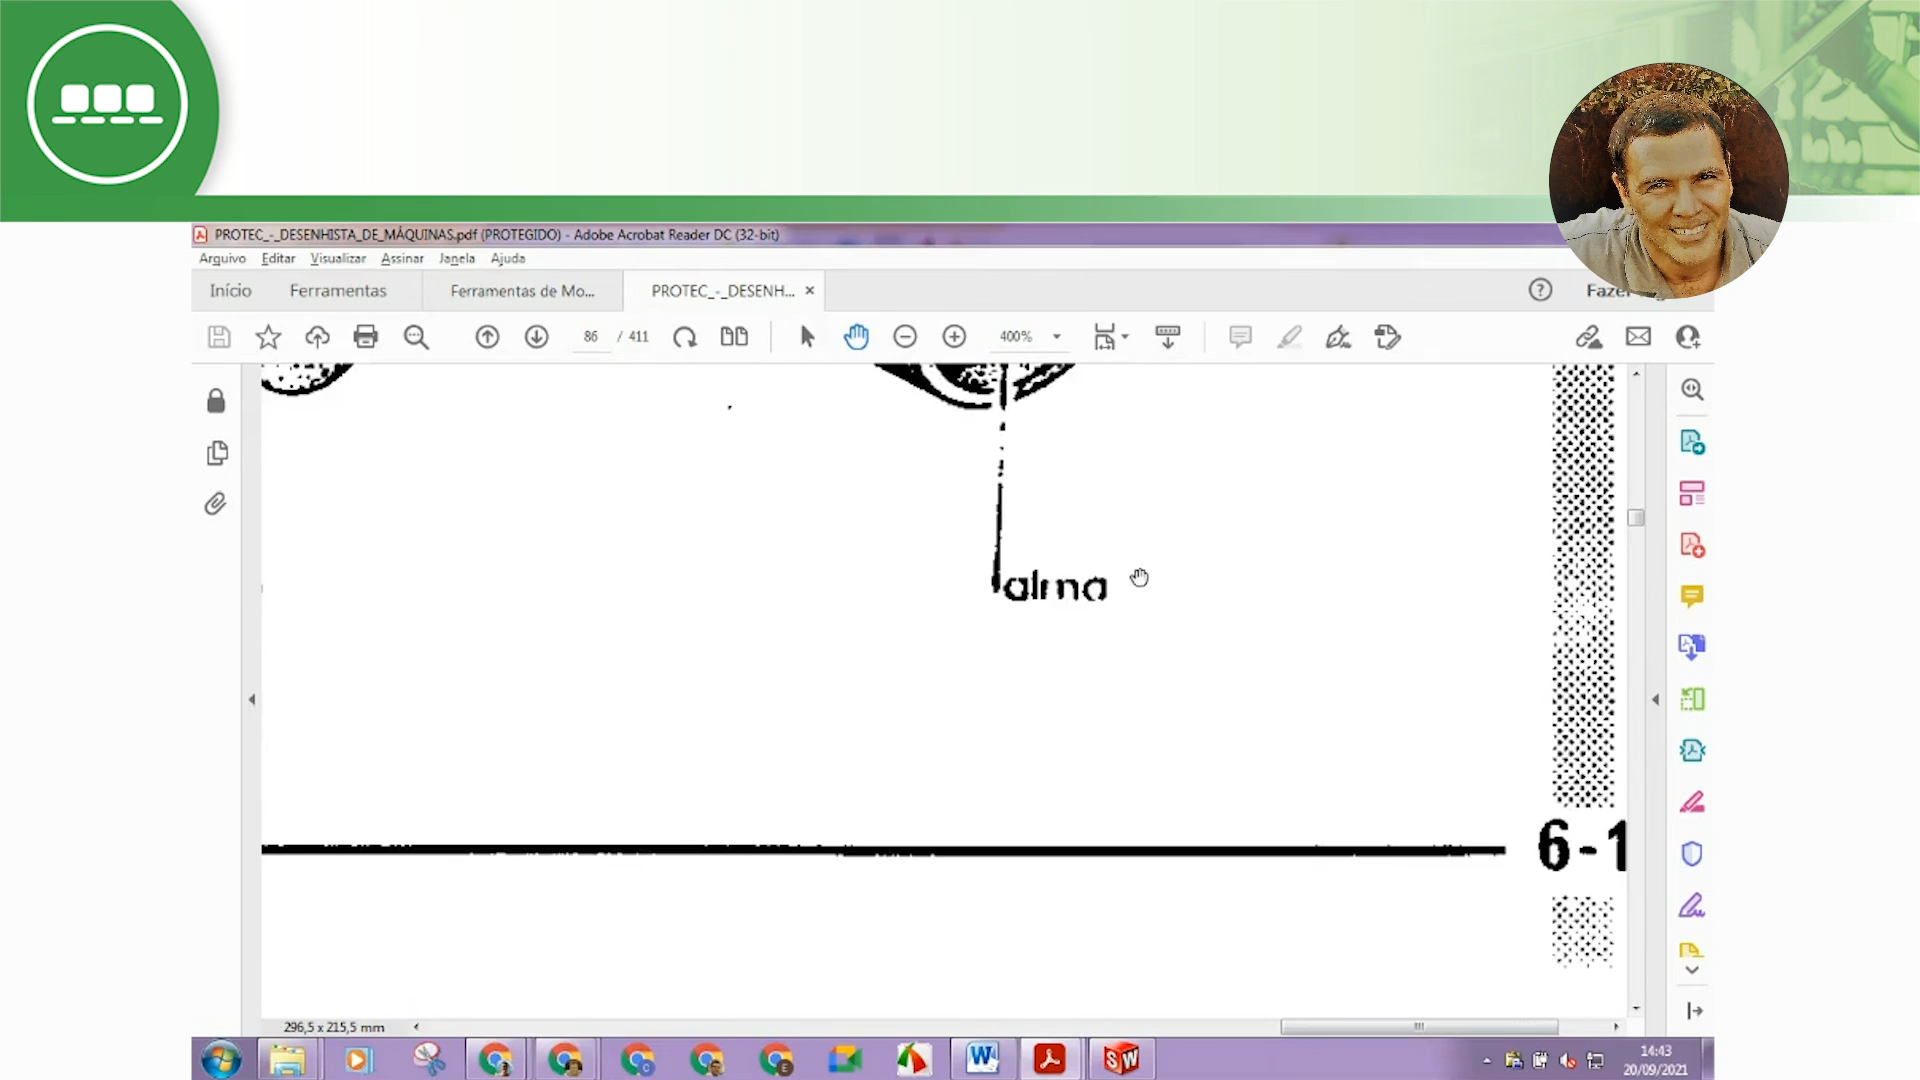 PROTEC_-_DESENHISTA_DE_MÁQUINAS.pdf (PROTEGIDO) - Adobe Acrobat Reader DC (32-bit)
Arquivo Editar Visualizar Assinar Janela Ajuda
Início Ferramentas Ferramentas de Mo... PROTEC_-_DESENH... ×
86 / 411 400%
alma
6-1
296,5 x 215,5 mm
14:43
20/09/2021